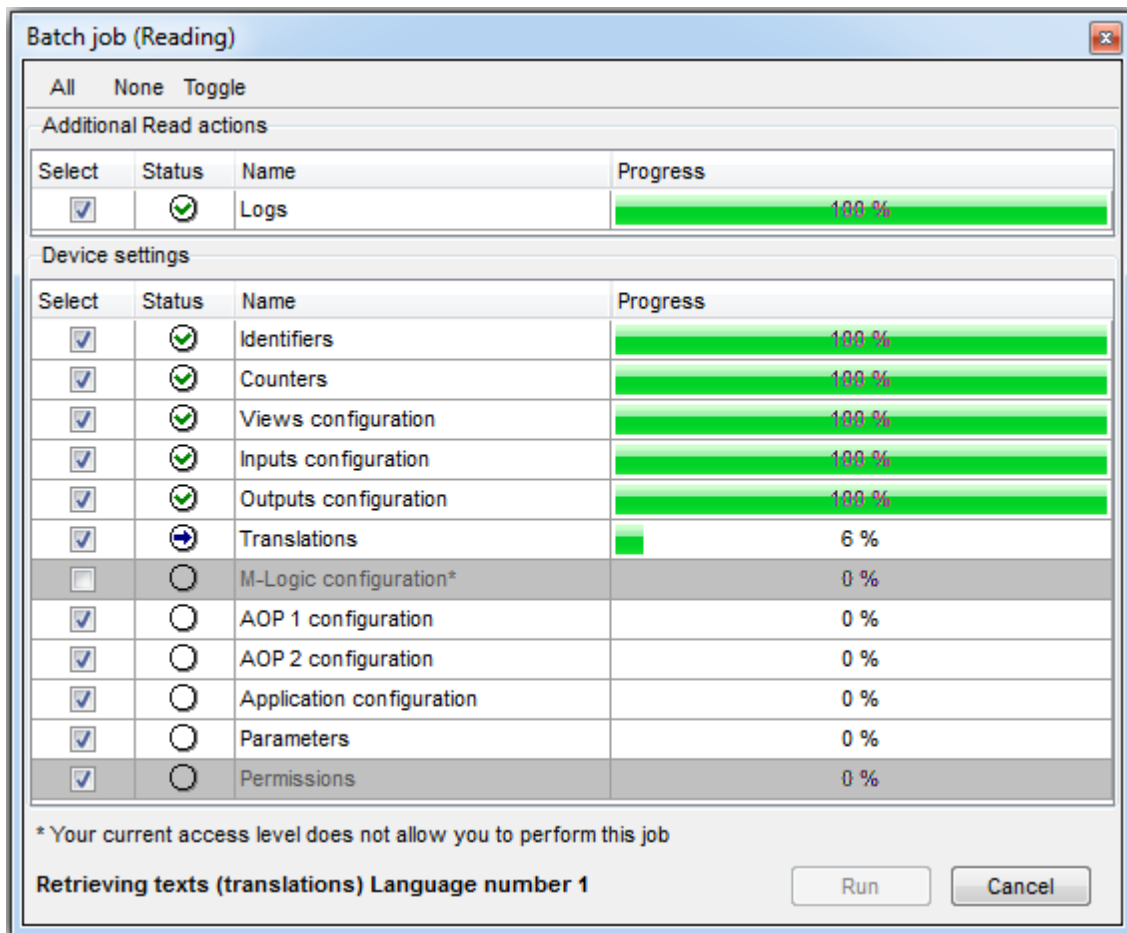 Batch job (Reading)
All None Toggle
Additional Read actions
Select Status Name Progress
Logs 100 %
Device settings
Select Status Name Progress
Identifiers 100 %
Counters 100 %
Views configuration 100 %
Inputs configuration 100 %
Outputs configuration 100 %
Translations 6 %
M-Logic configuration* 0 %
AOP 1 configuration 0 %
AOP 2 configuration 0 %
Application configuration 0 %
Parameters 0 %
Permissions 0 %
* Your current access level does not allow you to perform this job
Retrieving texts (translations) Language number 1 Run Cancel